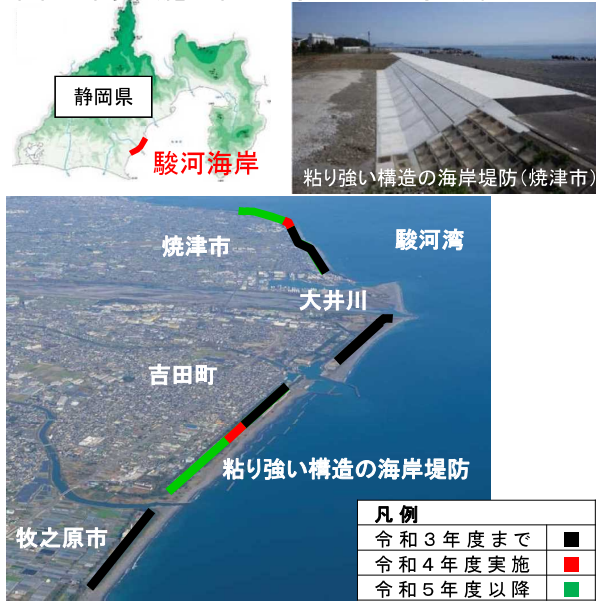 静岡県
駿河海岸
粘り強い構造の海岸堤防(焼津市)
焼津市
駿河湾
大井川
吉田町
粘り強い構造の海岸堤防
牧之原市
凡例
令和3年度まで
令和4年度実施
令和5年度以降